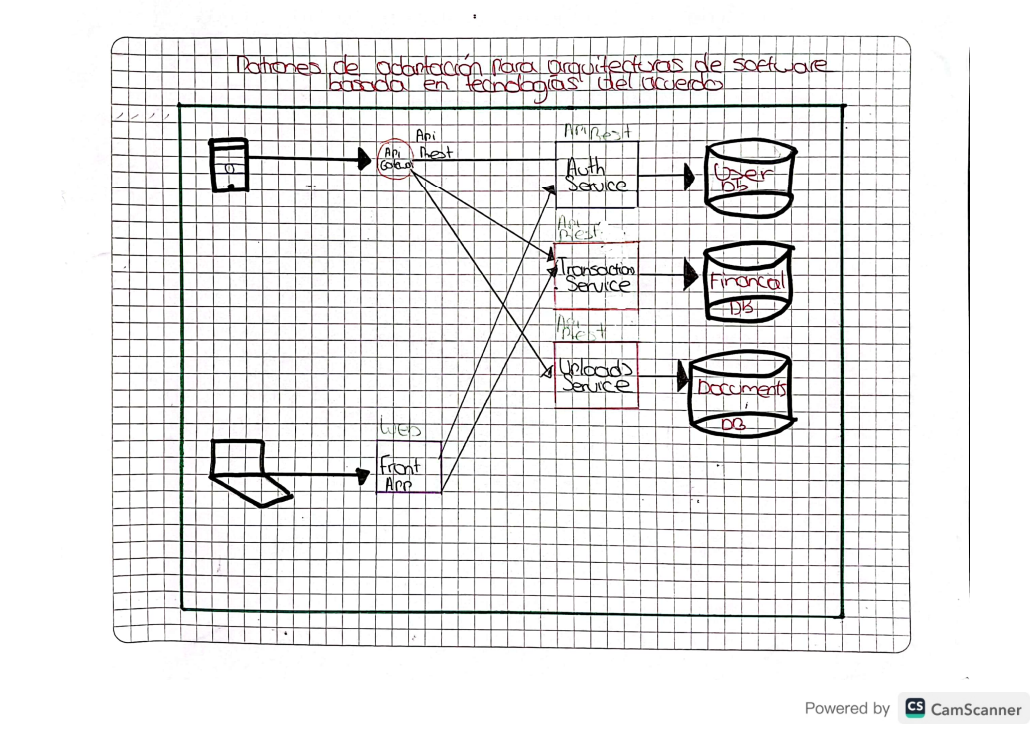 Patrones de adaptación para arquitecturas de software
basada en tecnologías del acuerdo
Api
Rest
Api
Api Rest
Auth
Service
User
DB
Api
Rest
Transaction
Service
Financal
DB
Api
Rest
Uploads
Service
Documents
DB
WEB
Front
App
Powered by CS CamScanner